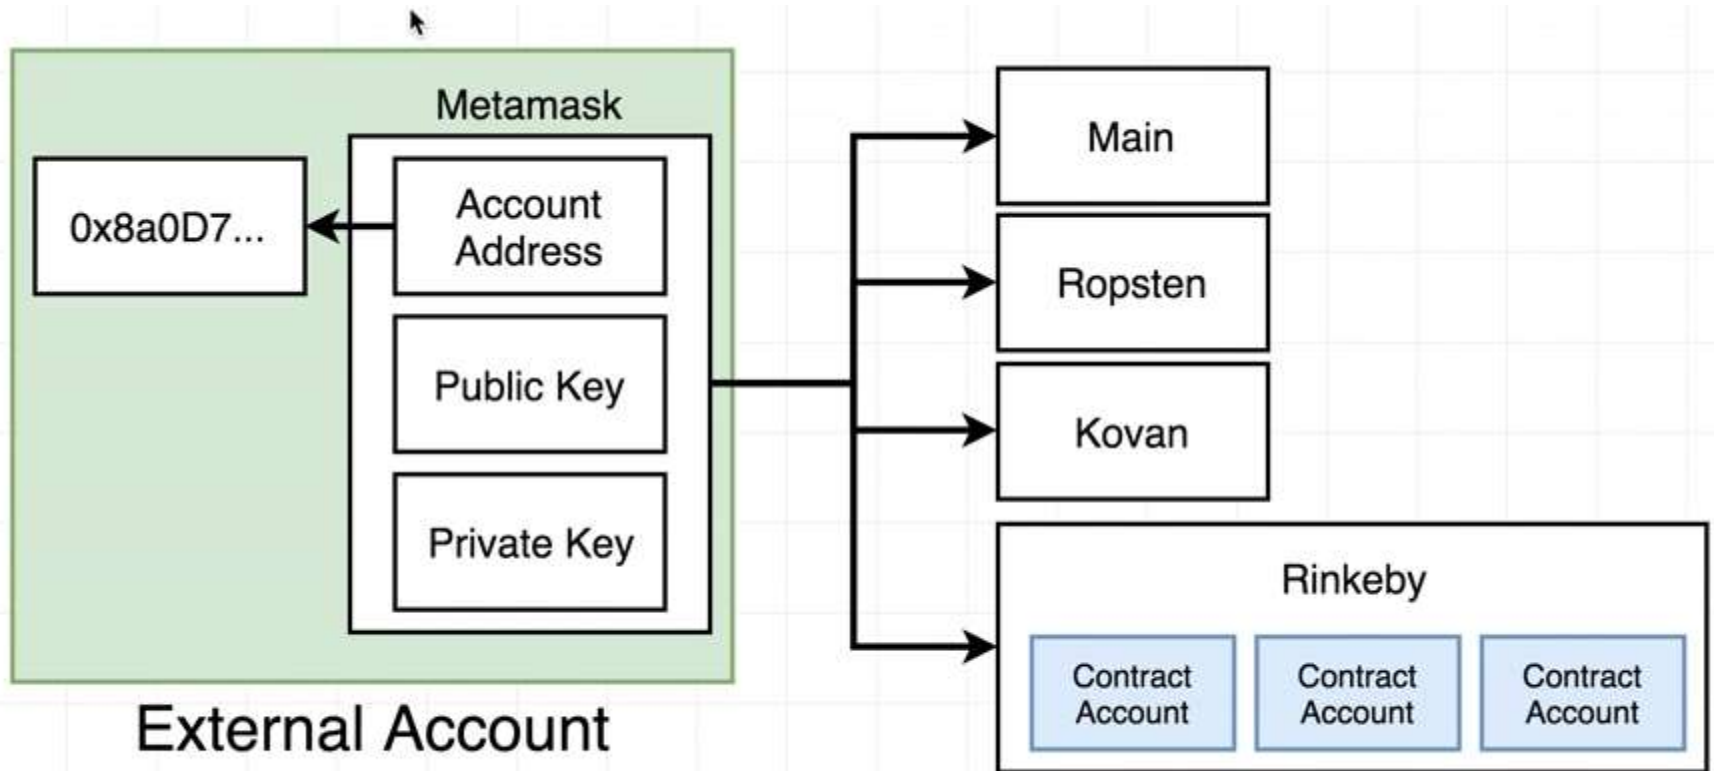 Metamask
0x8a0D7...
Account
Address
Public Key
Private Key
External Account
Main
Ropsten
Kovan
Rinkeby
Contract
Account
Contract
Account
Contract
Account